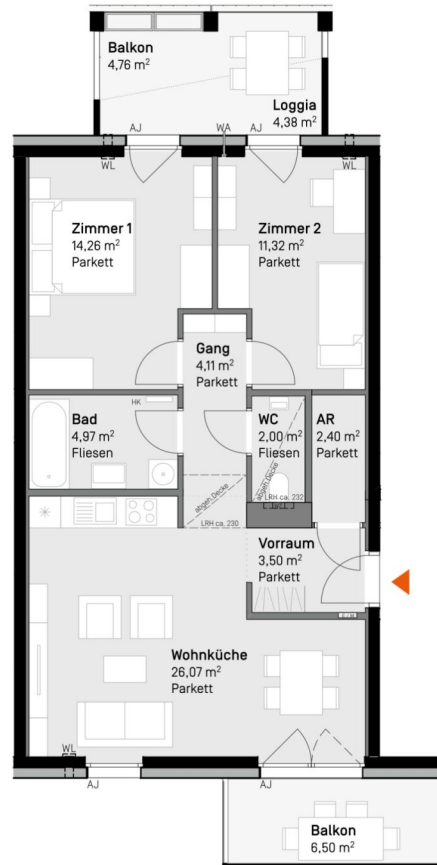 Balkon
4,76 m²
Loggia
4,38 m²
AJ
WA
AJ
WL
WL
Zimmer 1
14,26 m²
Parkett
Zimmer 2
11,32 m²
Parkett
Gang
4,11 m²
Parkett
HK
Bad
4,97 m²
Fliesen
WC
2,00 m²
Fliesen
AR
2,40 m²
Parkett
abgeh Decke
abgeh Decke
LRH ca. 232
LRH ca. 230
Vorraum
3,50 m²
Parkett
Wohnküche
26,07 m²
Parkett
WL
AJ
AJ
Balkon
6,50 m²